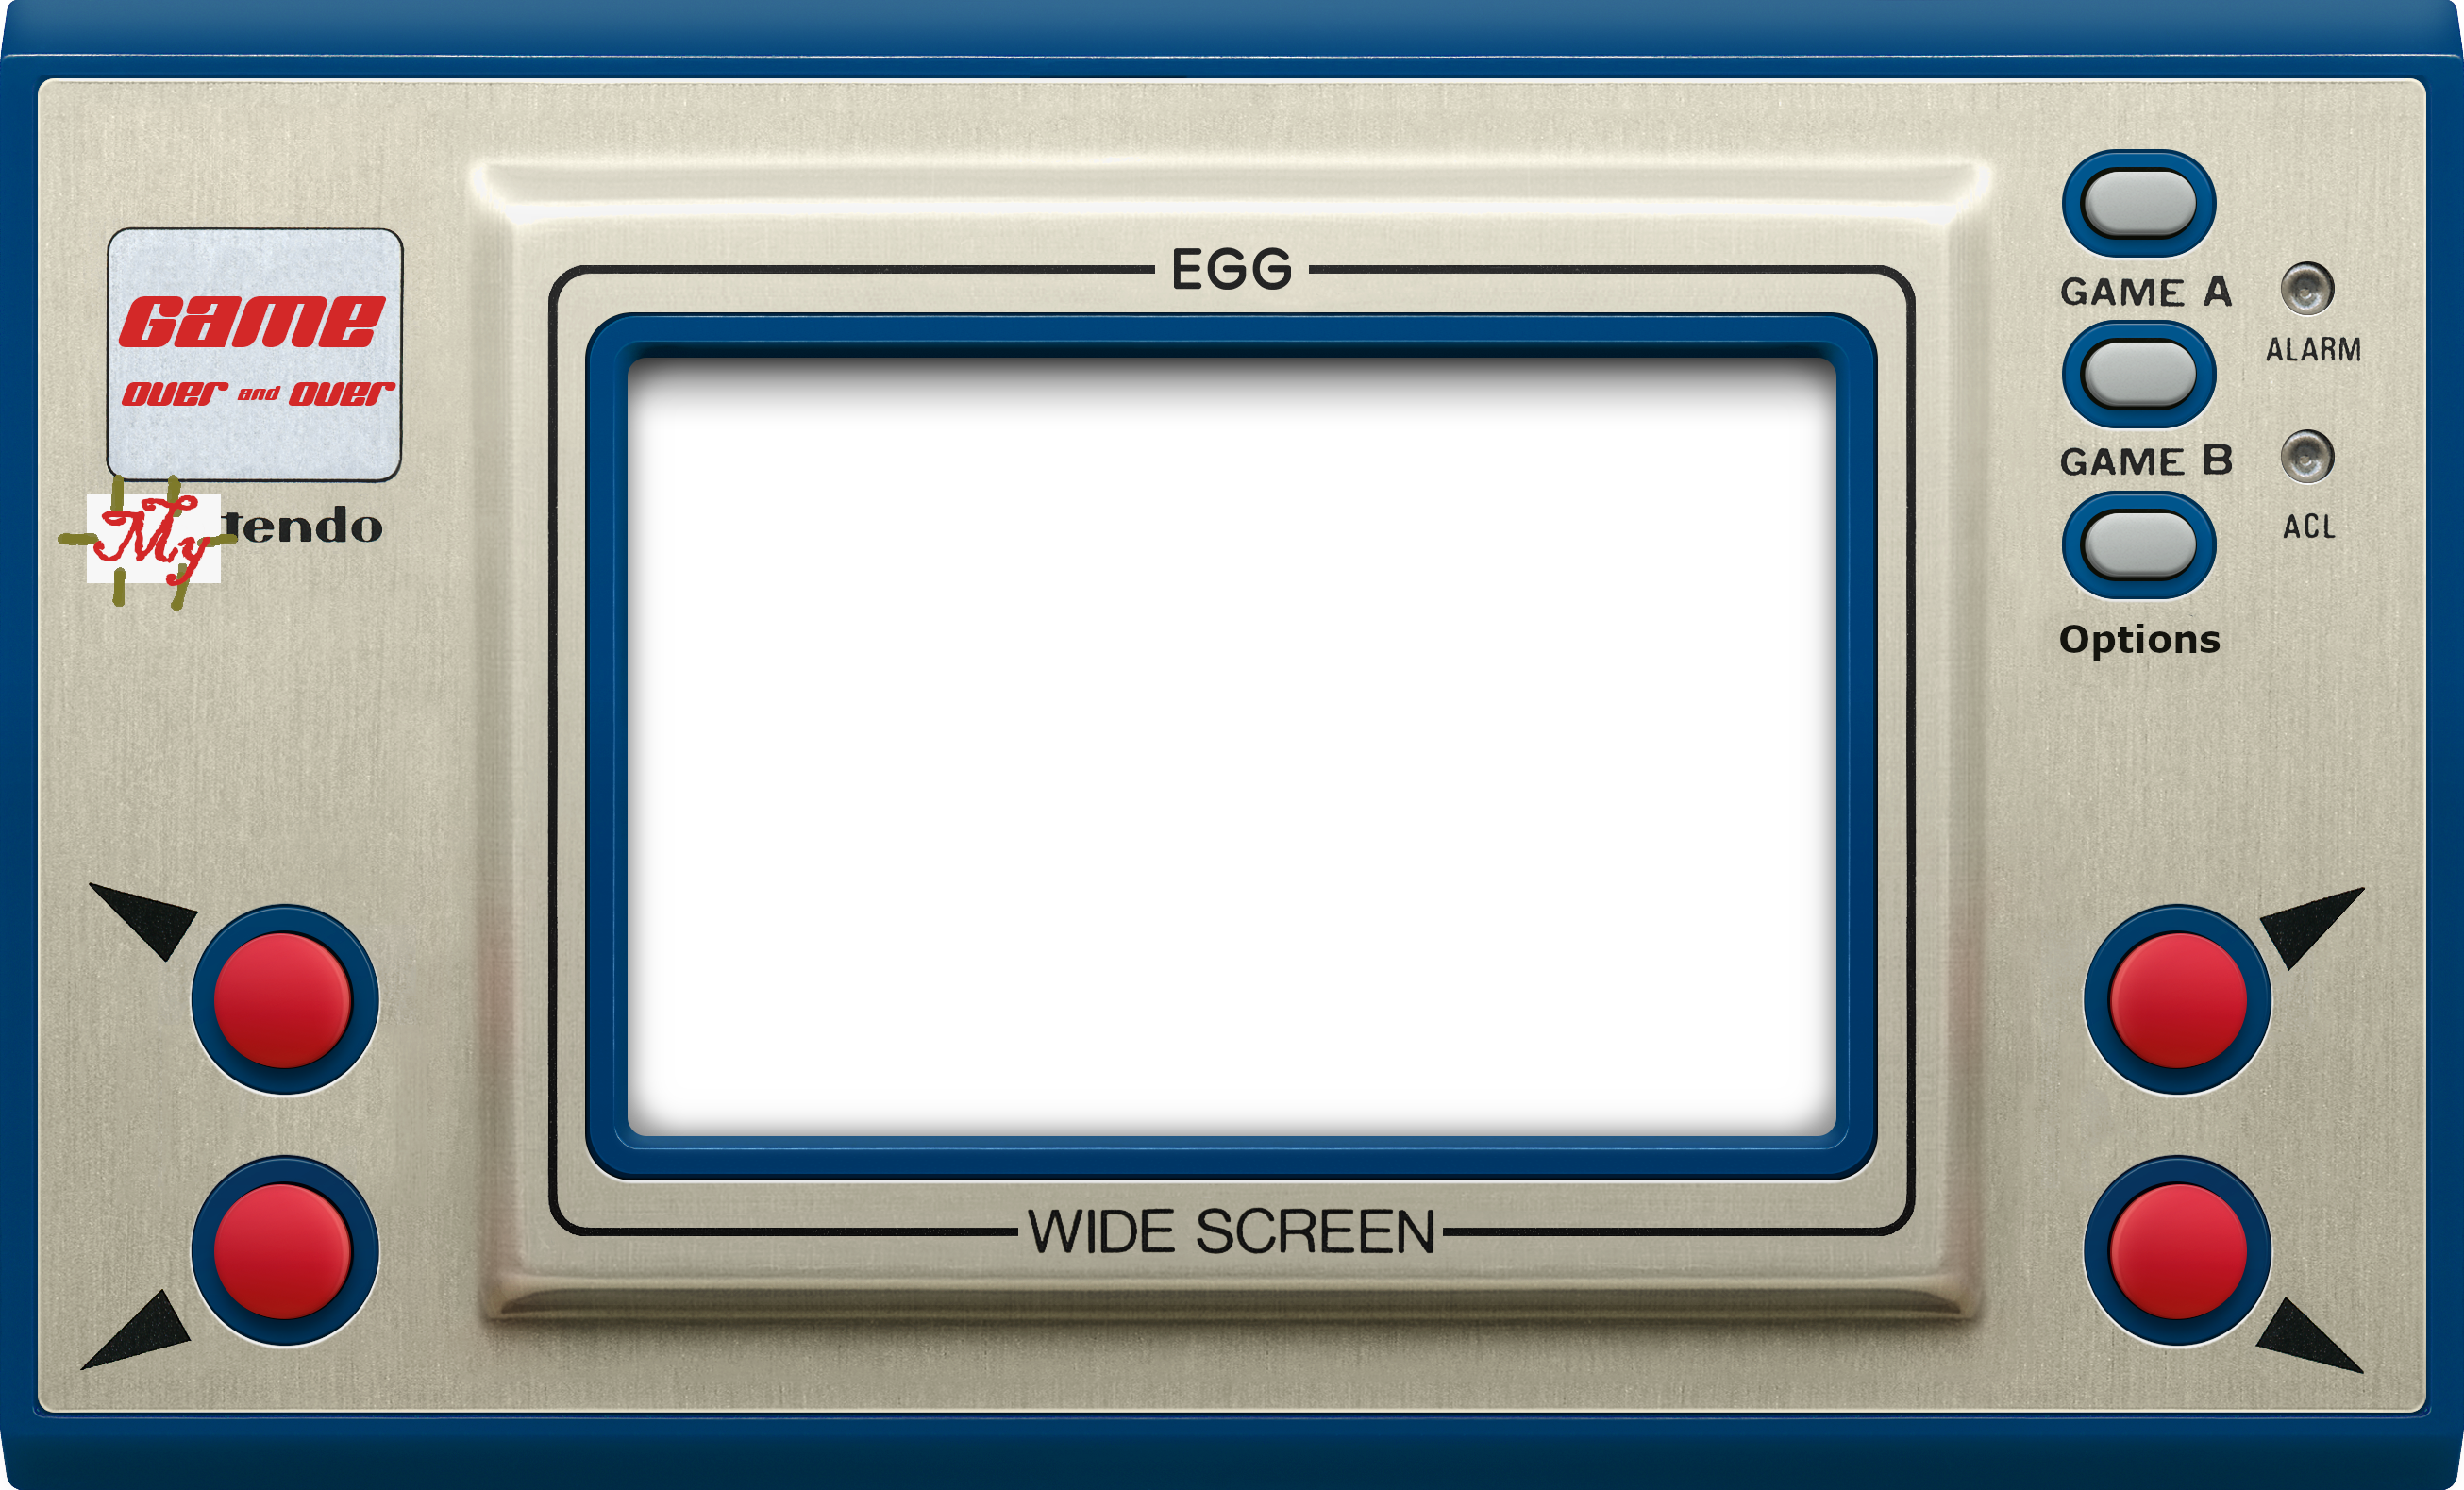 EGG
Game
over and over
My tendo
GAME A
ALARM
GAME B
ACL
Options
WIDE SCREEN